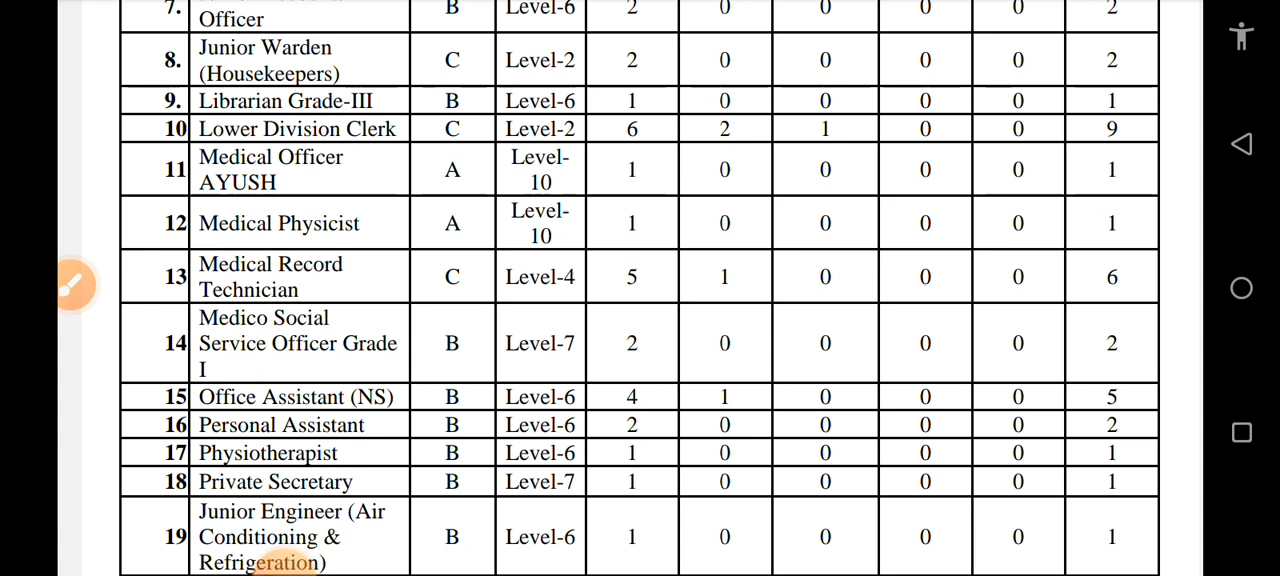 7. B Level-6 2 0 0 0 0 2
Officer
8. Junior Warden (Housekeepers) C Level-2 2 0 0 0 0 2
9. Librarian Grade-III B Level-6 1 0 0 0 0 1
10 Lower Division Clerk C Level-2 6 2 1 0 0 9
11 Medical Officer AYUSH A Level-10 1 0 0 0 0 1
12 Medical Physicist A Level-10 1 0 0 0 0 1
13 Medical Record Technician C Level-4 5 1 0 0 0 6
14 Medico Social Service Officer Grade I B Level-7 2 0 0 0 0 2
15 Office Assistant (NS) B Level-6 4 1 0 0 0 5
16 Personal Assistant B Level-6 2 0 0 0 0 2
17 Physiotherapist B Level-6 1 0 0 0 0 1
18 Private Secretary B Level-7 1 0 0 0 0 1
19 Junior Engineer (Air Conditioning & Refrigeration) B Level-6 1 0 0 0 0 1